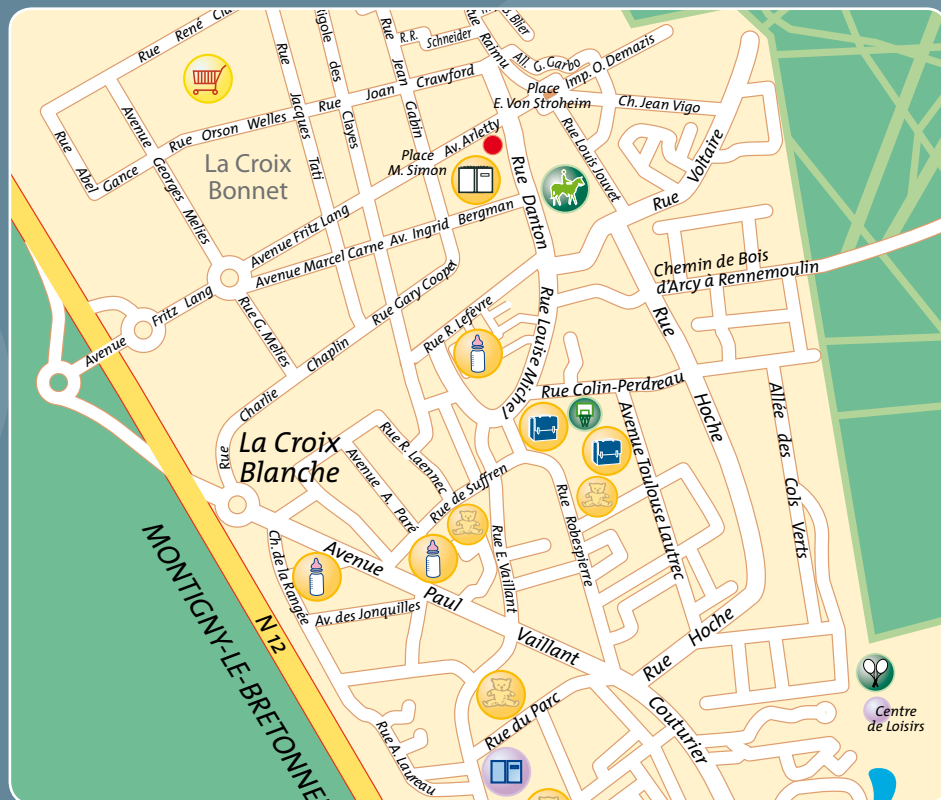 Rue René
Rue
Jacques
Tati
des
Clayes
Rue
Jean
Gabin
R.R. Schneider
Rue
Raimu
Blier
All. G. Garbo
Imp. O. Demazis
Place
E. Von Stroheim
Ch. Jean Vigo
Rue Orson Welles
Rue Joan Crawford
Avenue
Georges
Melies
Rue
Abel
Gance
La Croix
Bonnet
Place
M. Simon
Av. Arletty
Rue Louis Jouvet
Rue
Danton
Rue Voltaire
Avenue Fritz Lang
Avenue Marcel Carne
Av. Ingrid Bergman
Chemin de Bois
d'Arcy à Rennemoulin
Avenue Fritz Lang
Rue G. Melies
Rue Gary Cooper
Rue R. Lefèvre
Rue Louise Michel
Rue
Hoche
Rue Charlie Chaplin
Rue Colin-Perdreau
Avenue Toulouse Lautrec
Allée des Cols Verts
La Croix
Blanche
Rue R. Laennec
Avenue A. Paré
Rue de Suffren
Rue Robespierre
Rue E. Vaillant
Ch. de la Rangée
Avenue
Paul
Vaillant
Couturier
Av. des Jonquilles
N 12
MONTIGNY-LE-BRETONNE
Rue Hoche
Rue du Parc
Rue A. Laureau
Centre
de Loisirs